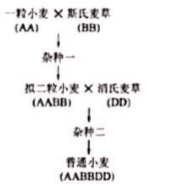 一粒小麦 × 斯氏麦草
(AA) (BB)
杂种一
拟二粒小麦 × 滔氏麦草
(AABB) (DD)
杂种二
普通小麦
(AABBDD)